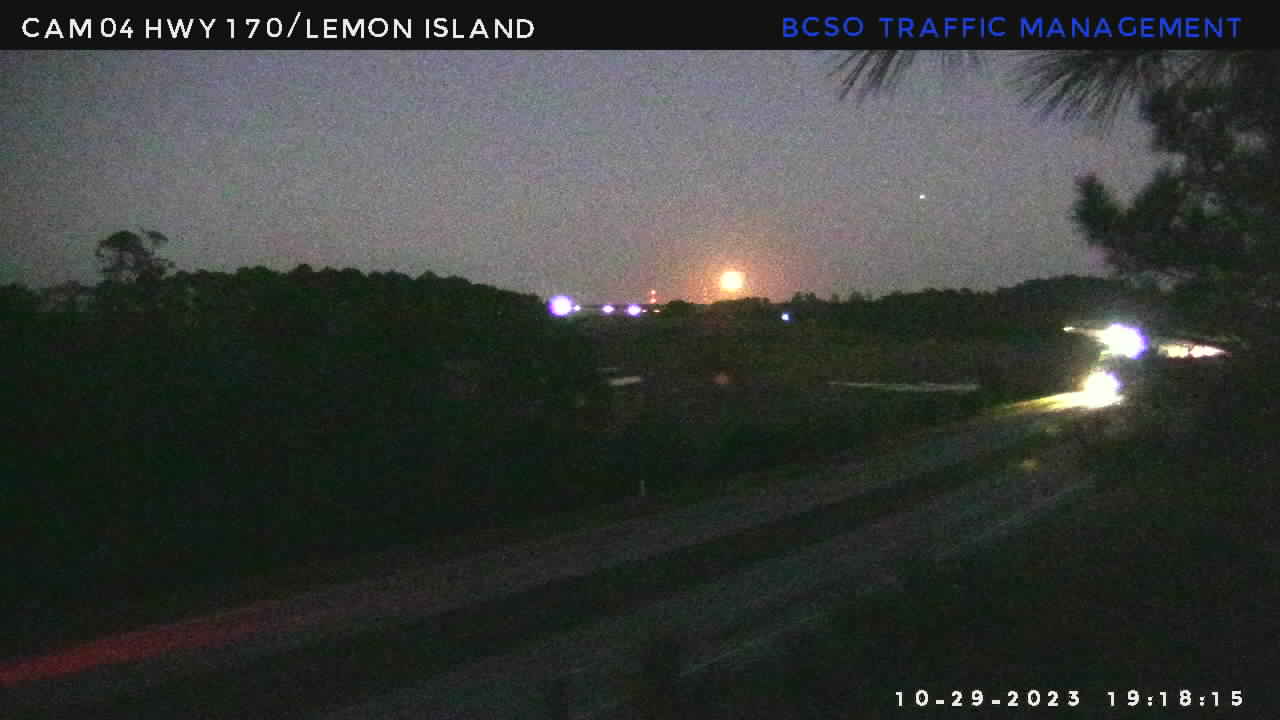 CAM04 HWY 170/LEMON ISLAND BCSO TRAFFIC MANAGEMENT
10-29-2023 19:18:15